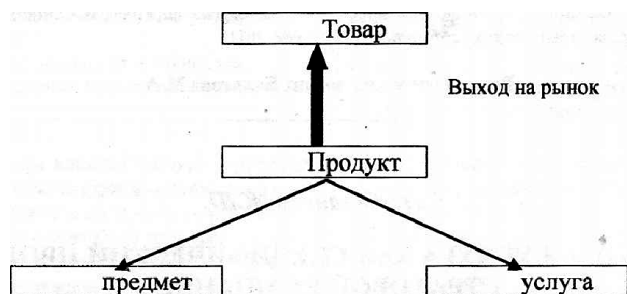 Товар
Выход на рынок
Продукт
предмет
услуга